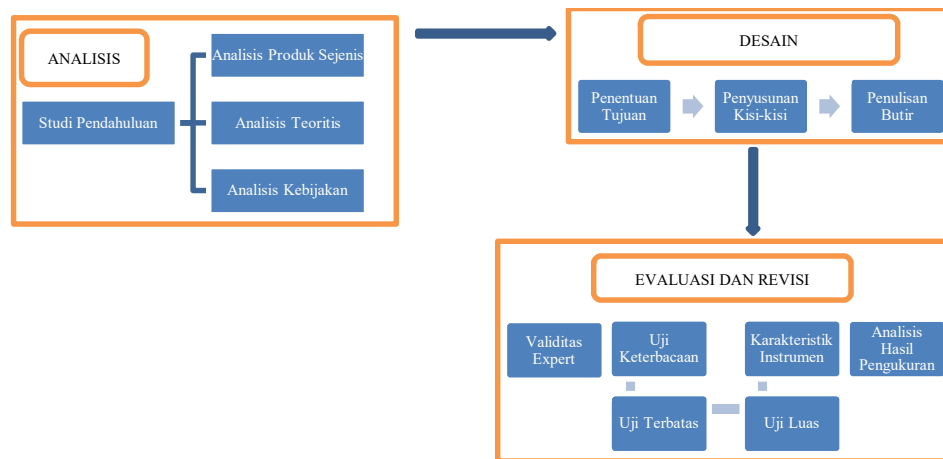 ANALISIS
Studi Pendahuluan
Analisis Produk Sejenis
Analisis Teoritis
Analisis Kebijakan
DESAIN
Penentuan
Tujuan
Penyusunan
Kisi-kisi
Penulisan
Butir
EVALUASI DAN REVISI
Validitas
Expert
Uji
Keterbacaan
Uji Terbatas
Uji Luas
Karakteristik
Instrumen
Analisis
Hasil
Pengukuran